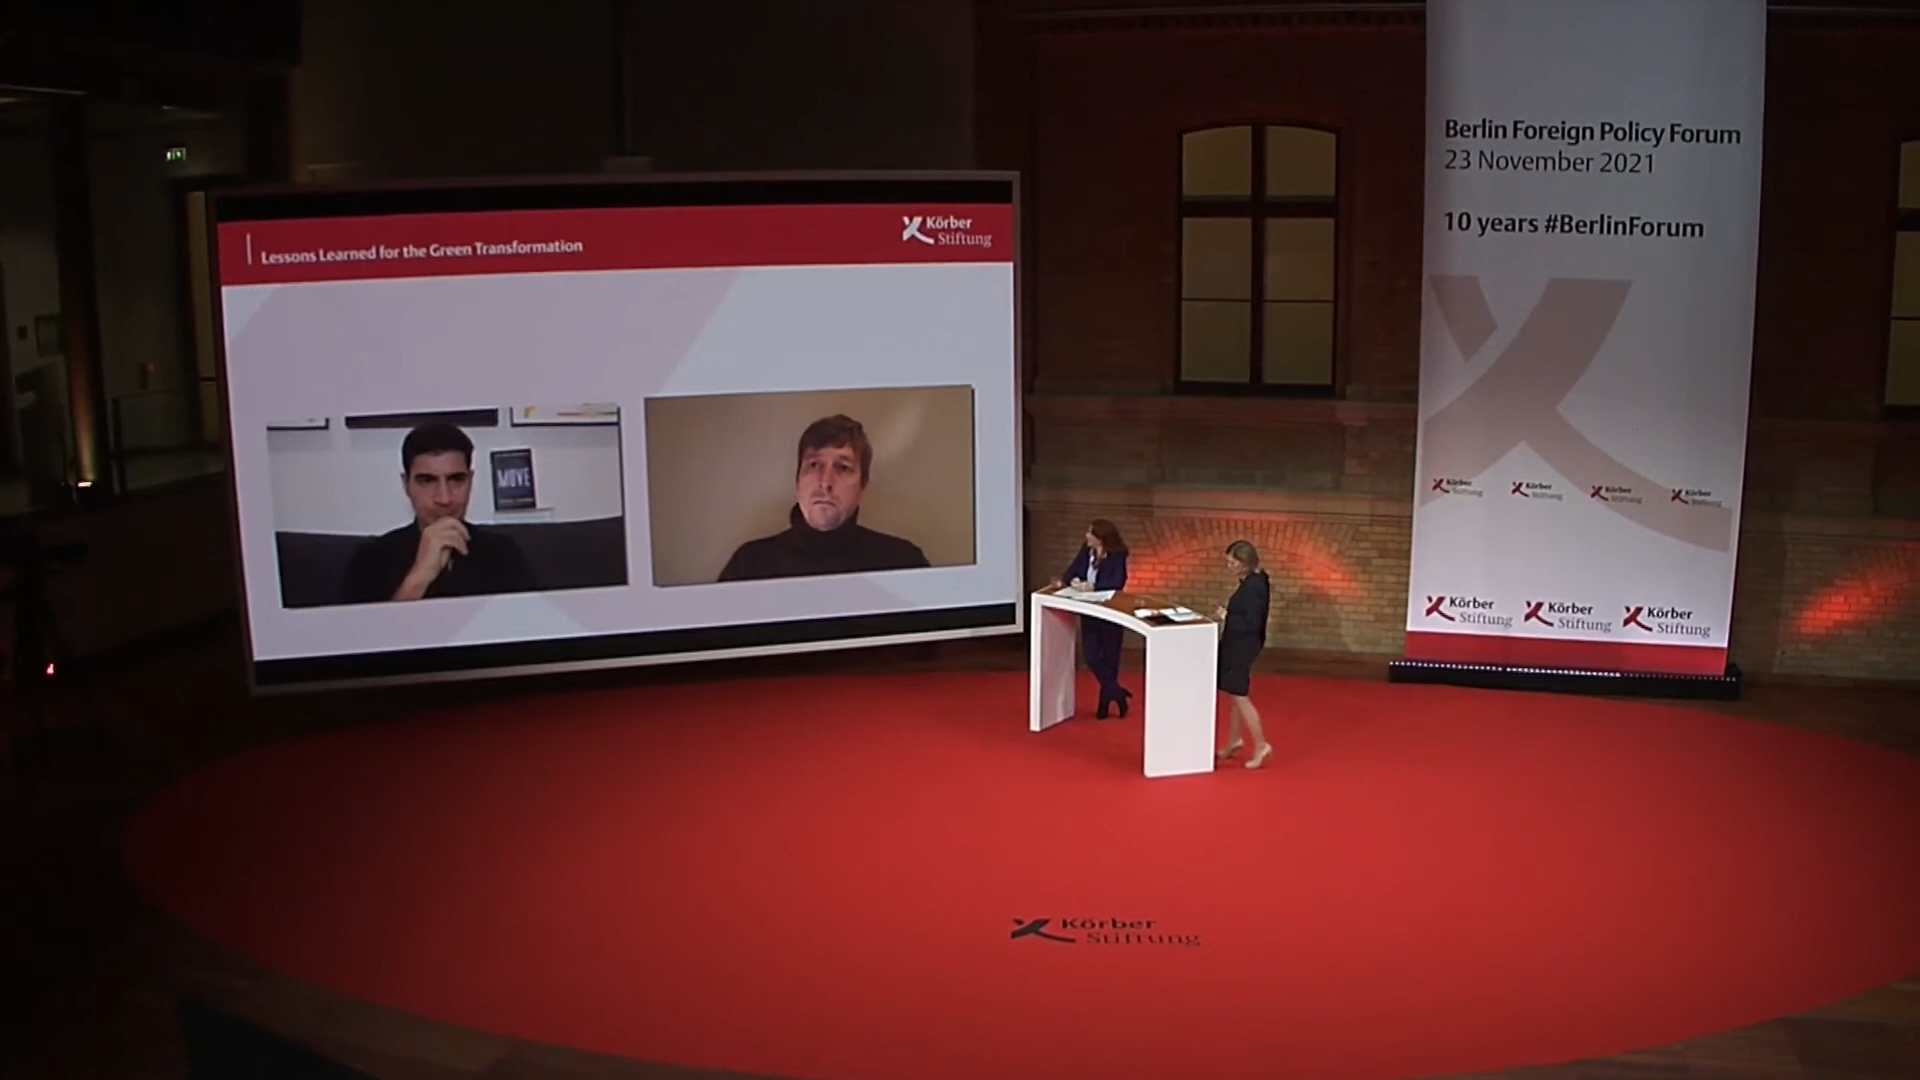 Lessons Learned for the Green Transformation
Körber
Stiftung
MOVE
Berlin Foreign Policy Forum
23 November 2021
10 years #BerlinForum
Körber
Stiftung
Körber
Stiftung
Körber
Stiftung
Körber
Stiftung
Körber
Stiftung
Körber
Stiftung
Körber
Stiftung
Körber
Stiftung